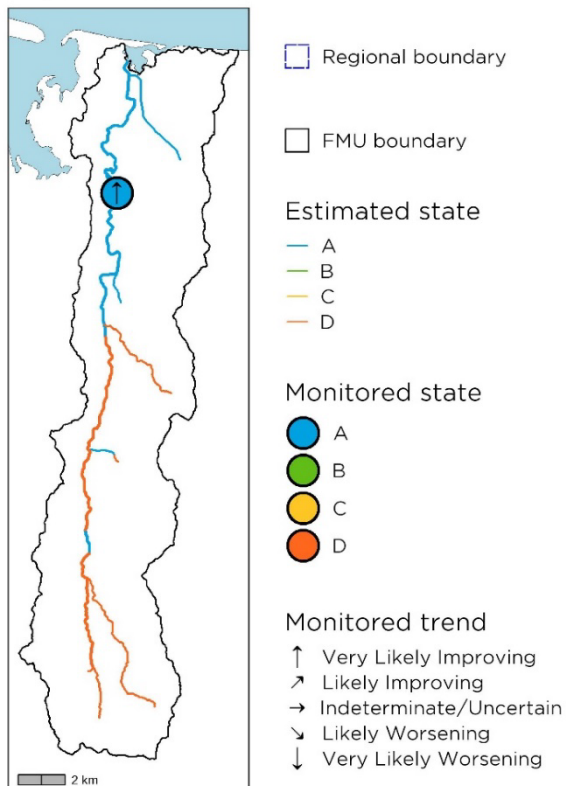 Regional boundary
FMU boundary
Estimated state
A
B
C
D
Monitored state
A
B
C
D
Monitored trend
↑ Very Likely Improving
↗ Likely Improving
→ Indeterminate/Uncertain
↘ Likely Worsening
↓ Very Likely Worsening
2 km